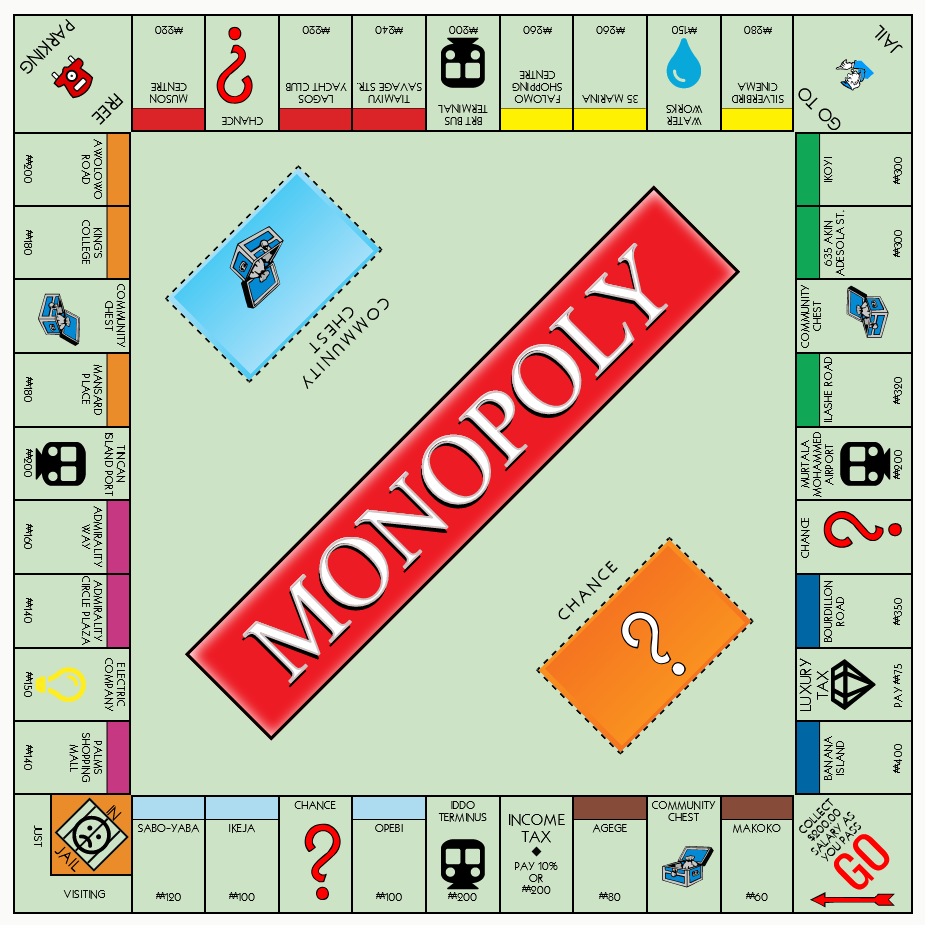 FREE
PARKING
₦220
MUSON
CENTRE
CHANCE
₦220
LAGOS
YACHT CLUB
₦240
TIAMIYU
SAVAGE STR.
₦200
BRT BUS
TERMINAL
₦260
FALOMO
SHOPPING
CENTRE
₦260
35 MARINA
₦150
WATER
WORKS
₦280
SILVERBIRD
CINEMA
GO TO
JAIL
AWOLOWO
ROAD
₦200
KING'S
COLLEGE
₦180
COMMUNITY
CHEST
MANSARD
PLACE
₦180
TINCAN
ISLAND PORT
₦200
ADMIRALITY
WAY
₦160
ADMIRALITY
CIRCLE PLAZA
₦140
ELECTRIC
COMPANY
₦150
PALMS
SHOPPING
MALL
₦140
COMMUNITY
CHEST
MONOPOLY
CHANCE
?
IKOYI
₦300
635 AKIN
ADESOLA ST.
₦300
COMMUNITY
CHEST
ILASHE ROAD
₦320
MURTALA
MOHAMMED
AIRPORT
₦200
CHANCE
?
BOURDILLON
ROAD
₦350
LUXURY
TAX
PAY ₦75
BANANA
ISLAND
₦400
JUST
VISITING
IN
JAIL
SABO-YABA
₦120
IKEJA
₦100
CHANCE
?
OPEBI
₦100
IDDO
TERMINUS
₦200
INCOME
TAX
PAY 10%
OR
₦200
AGEGE
₦80
COMMUNITY
CHEST
MAKOKO
₦60
COLLECT
$200.00
SALARY AS
YOU PASS
GO